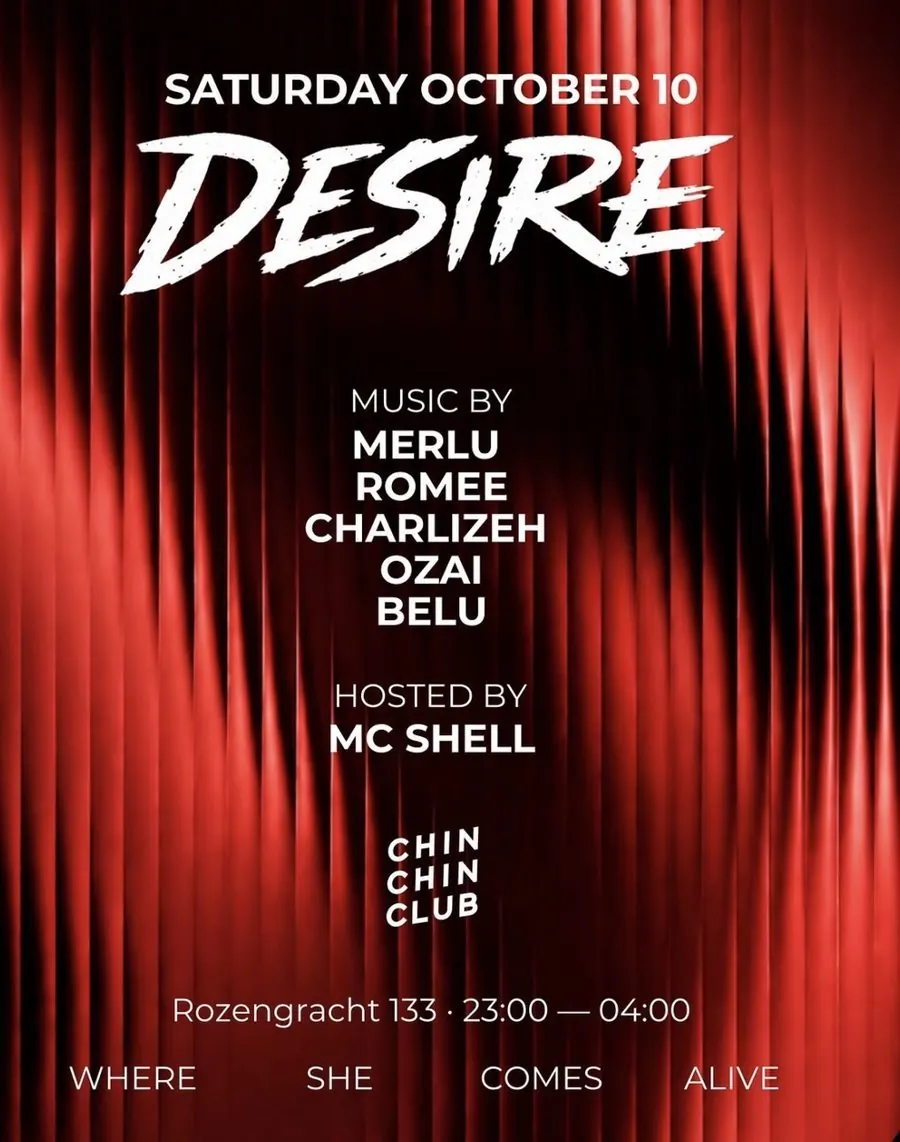 SATURDAY OCTOBER 10
DESIRE
MUSIC BY
MERLU
ROMEE
CHARLIZEH
OZAI
BELU
HOSTED BY
MC SHELL
CHIN
CHIN
CLUB
Rozengracht 133 · 23:00 — 04:00
WHERE SHE COMES ALIVE